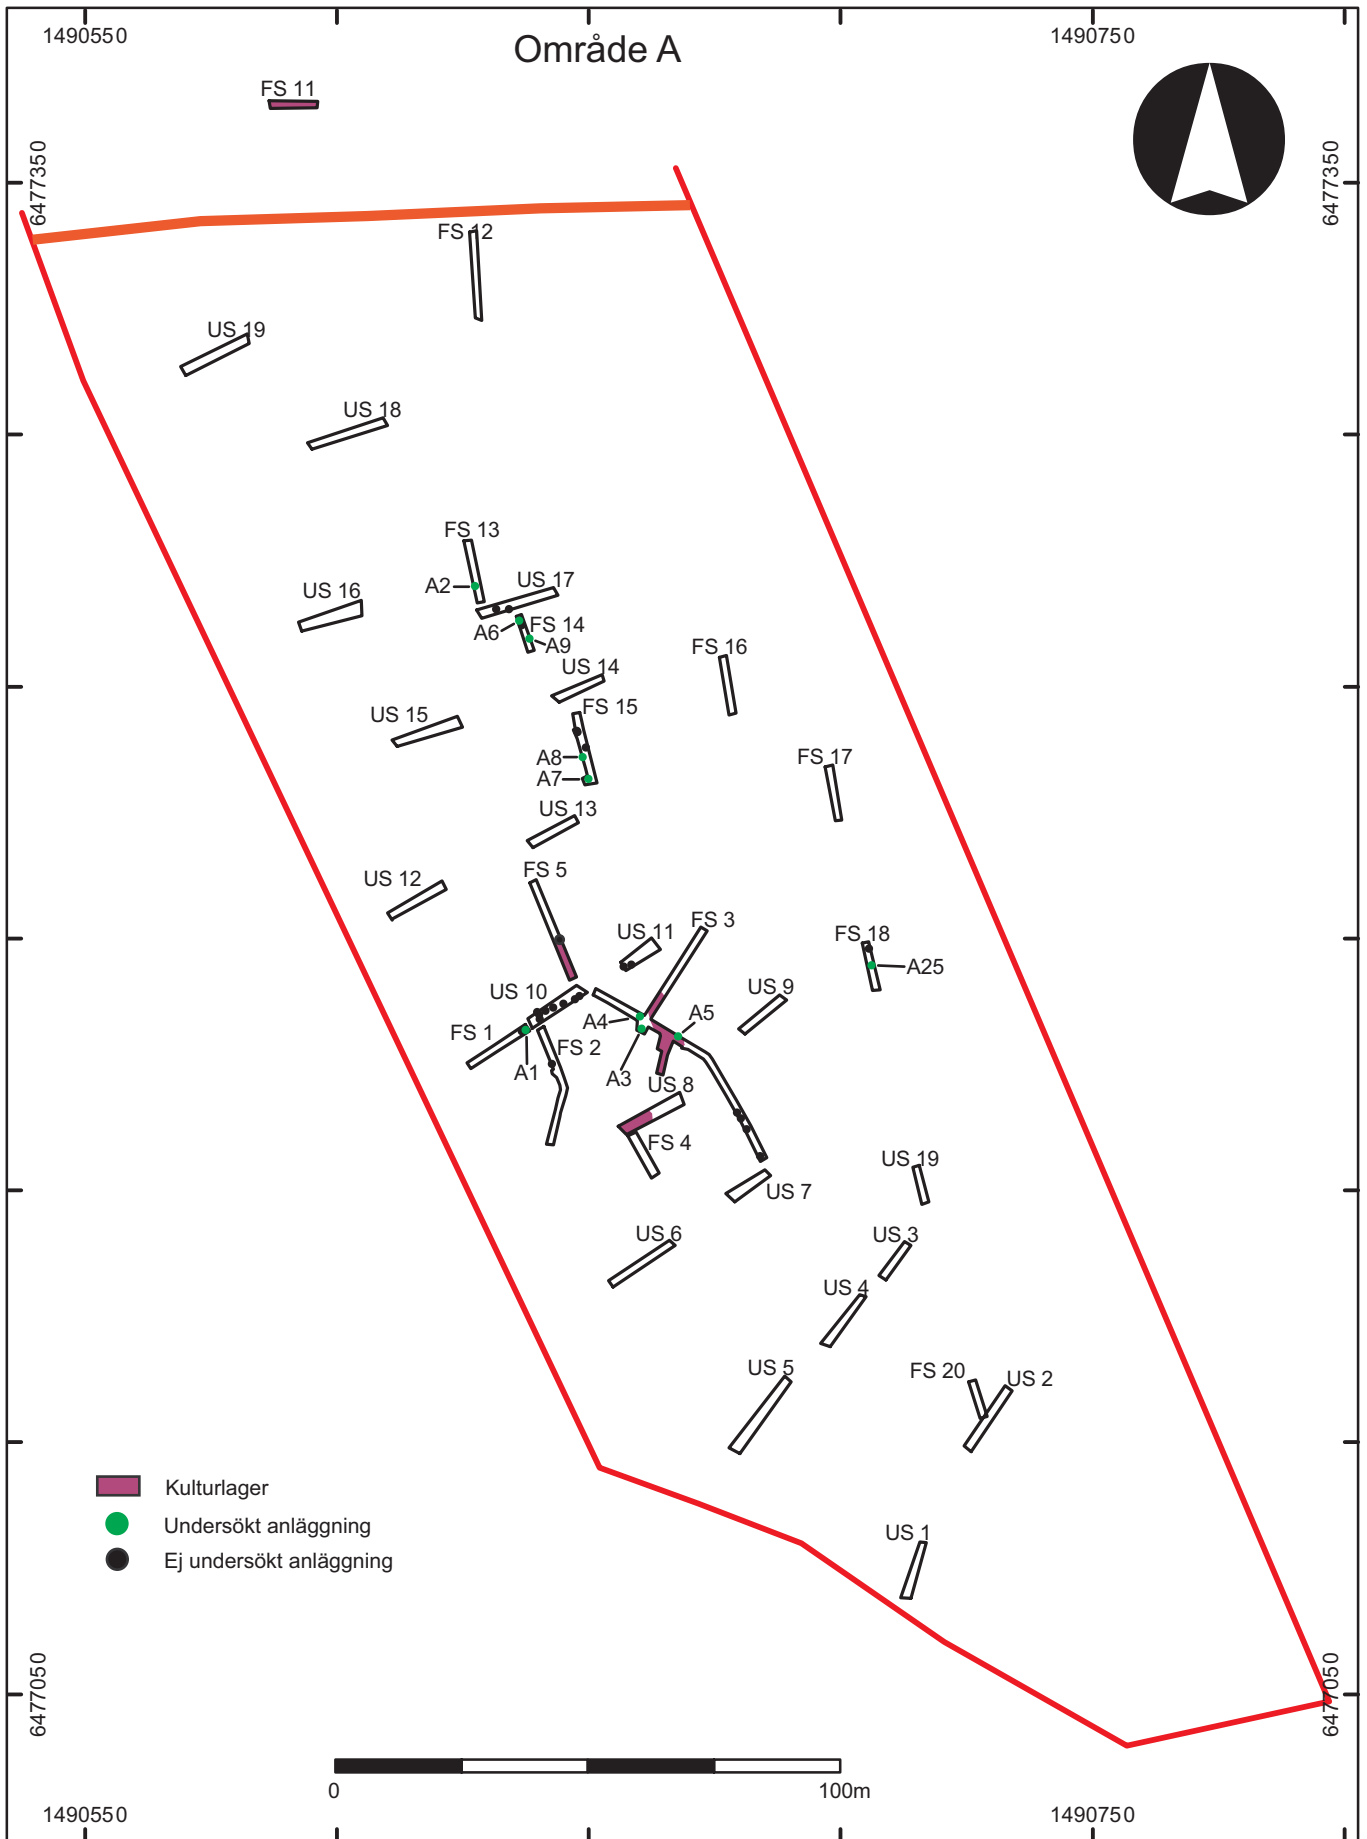 1490550
1490750
Område A
FS 11
6477350
6477350
FS 12
US 19
US 18
FS 13
A2
US 17
US 16
A6
FS 14
A9
FS 16
US 14
FS 15
US 15
A8
A7
FS 17
US 13
FS 5
US 12
FS 3
US 11
FS 18
A25
US 10
US 9
A4
A5
FS 1
FS 2
A1
A3
US 8
FS 4
US 19
US 7
US 6
US 3
US 4
US 5
FS 20
US 2
Kulturlager
Undersökt anläggning
Ej undersökt anläggning
US 1
6477050
6477050
0
100m
1490550
1490750